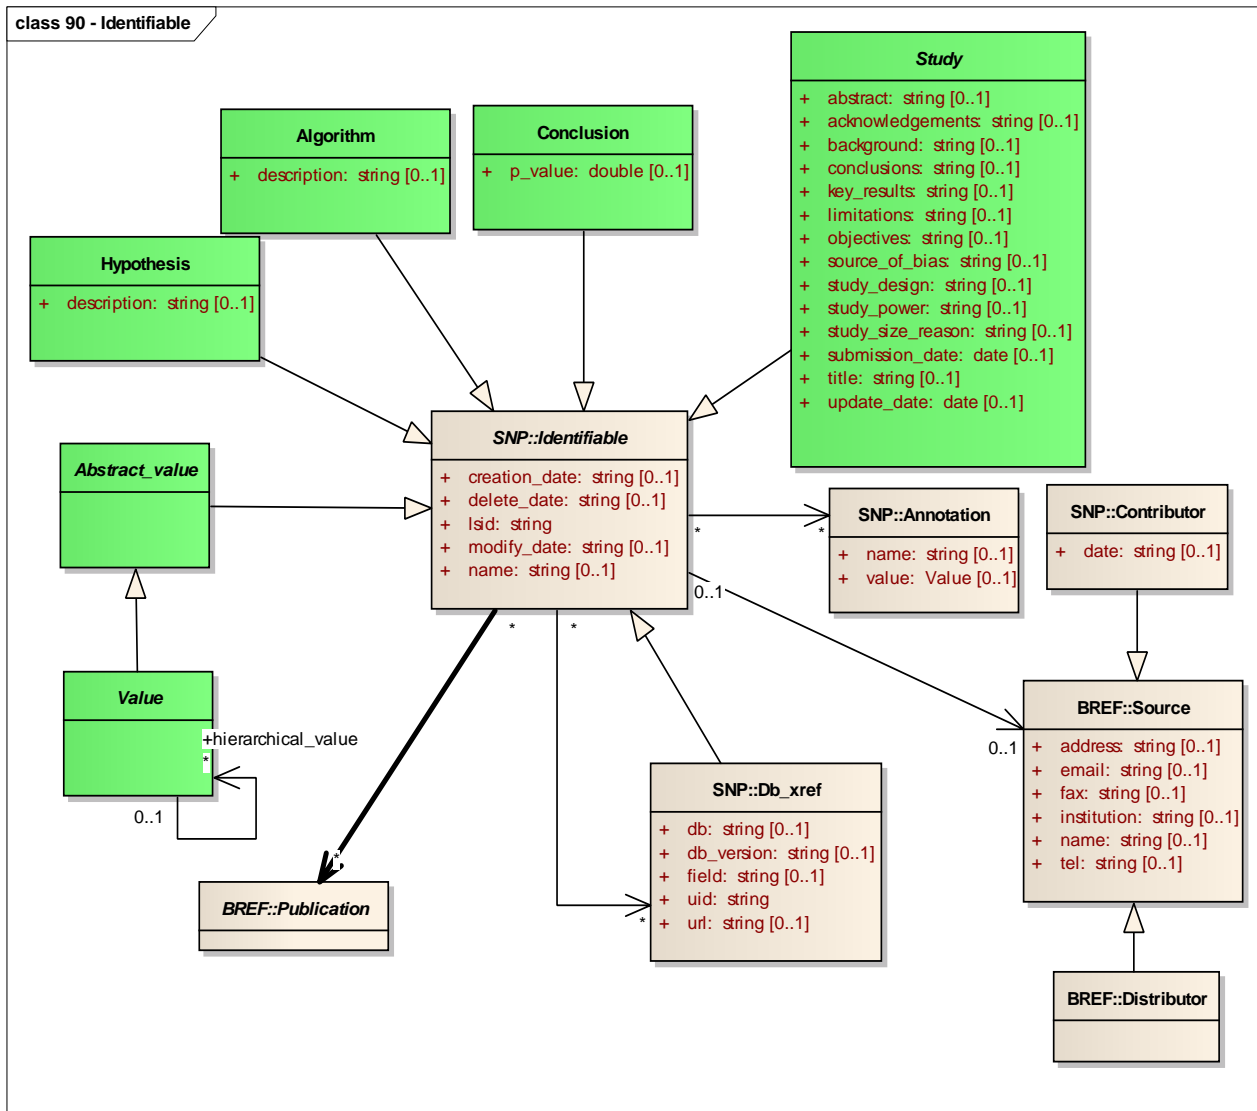 class 90 - Identifiable
Study
+ abstract: string [0..1]
+ acknowledgements: string [0..1]
+ background: string [0..1]
+ conclusions: string [0..1]
+ key_results: string [0..1]
+ limitations: string [0..1]
+ objectives: string [0..1]
+ source_of_bias: string [0..1]
+ study_design: string [0..1]
+ study_power: string [0..1]
+ study_size_reason: string [0..1]
+ submission_date: date [0..1]
+ title: string [0..1]
+ update_date: date [0..1]
Algorithm
+ description: string [0..1]
Conclusion
+ p_value: double [0..1]
Hypothesis
+ description: string [0..1]
SNP::Identifiable
+ creation_date: string [0..1]
+ delete_date: string [0..1]
+ lsid: string
+ modify_date: string [0..1]
+ name: string [0..1]
Abstract_value
SNP::Annotation
+ name: string [0..1]
+ value: Value [0..1]
SNP::Contributor
+ date: string [0..1]
*
*
0..1
*
*
Value
+hierarchical_value
*
0..1
BREF::Source
+ address: string [0..1]
+ email: string [0..1]
+ fax: string [0..1]
+ institution: string [0..1]
+ name: string [0..1]
+ tel: string [0..1]
0..1
SNP::Db_xref
+ db: string [0..1]
+ db_version: string [0..1]
+ field: string [0..1]
+ uid: string
+ url: string [0..1]
*
*
BREF::Publication
BREF::Distributor